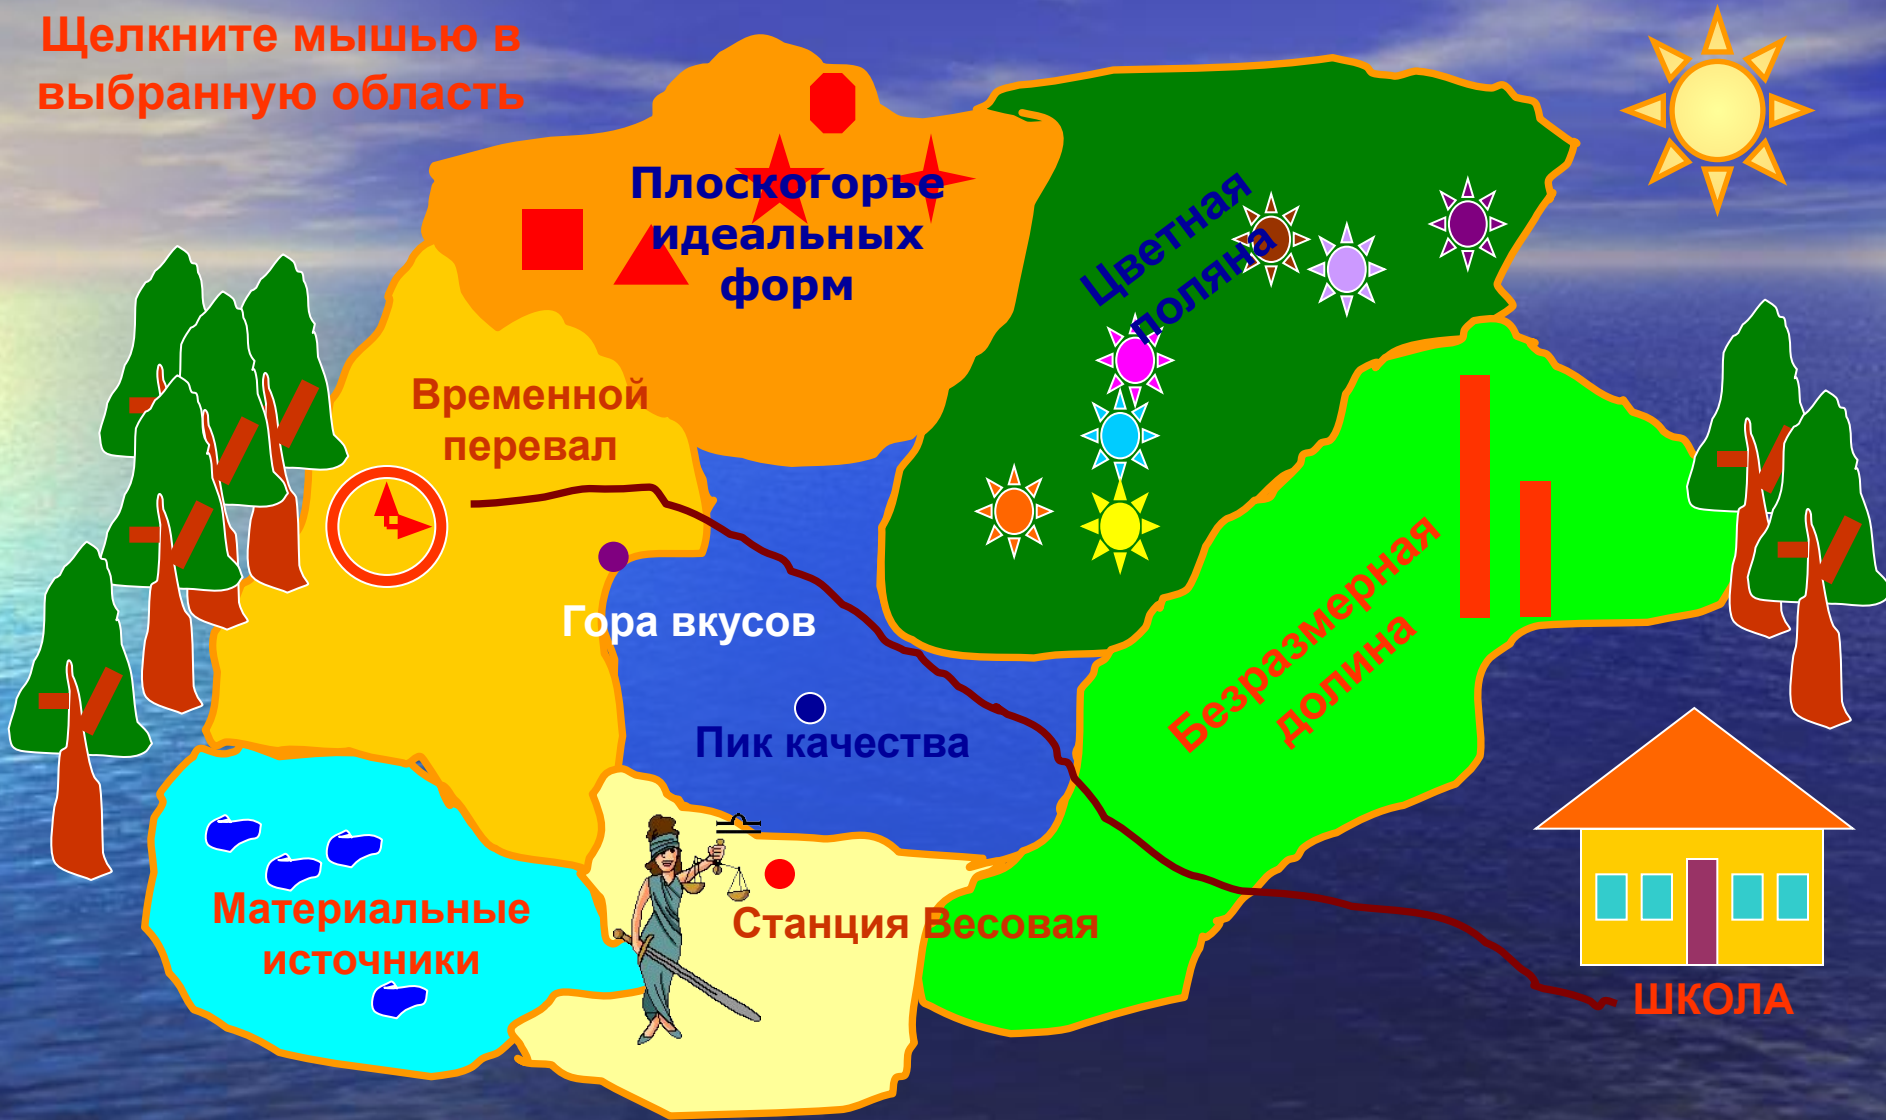 Щелкните мышью в
выбранную область
Плоскогорье
идеальных
форм
Цветная
поляна
Временной
перевал
Гора вкусов
Безразмерная
долина
Пик качества
Материальные
источники
Станция Весовая
ШКОЛА